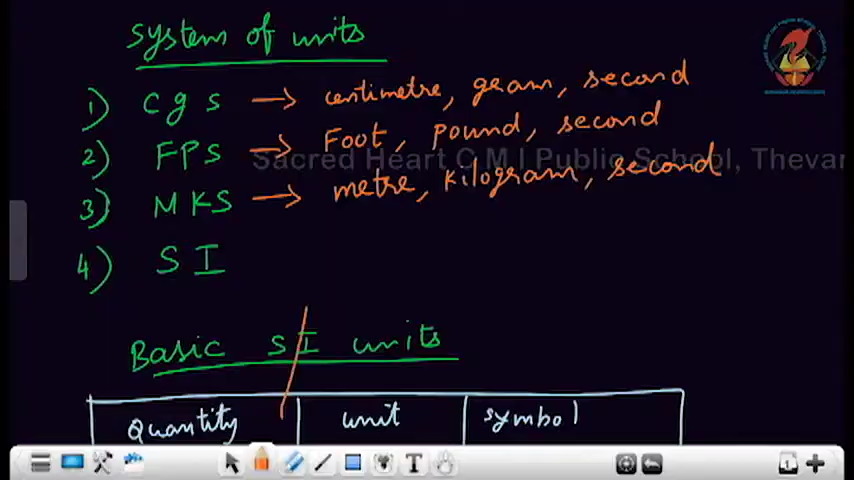 system of units
1) cgs → centimetre, gram, second
2) FPS → Foot, pound, second
Sacred Heart C M I Public School, Thevar
3) MKS → metre, kilogram, second
4) SI
Basic SI units
Quantity unit symbol